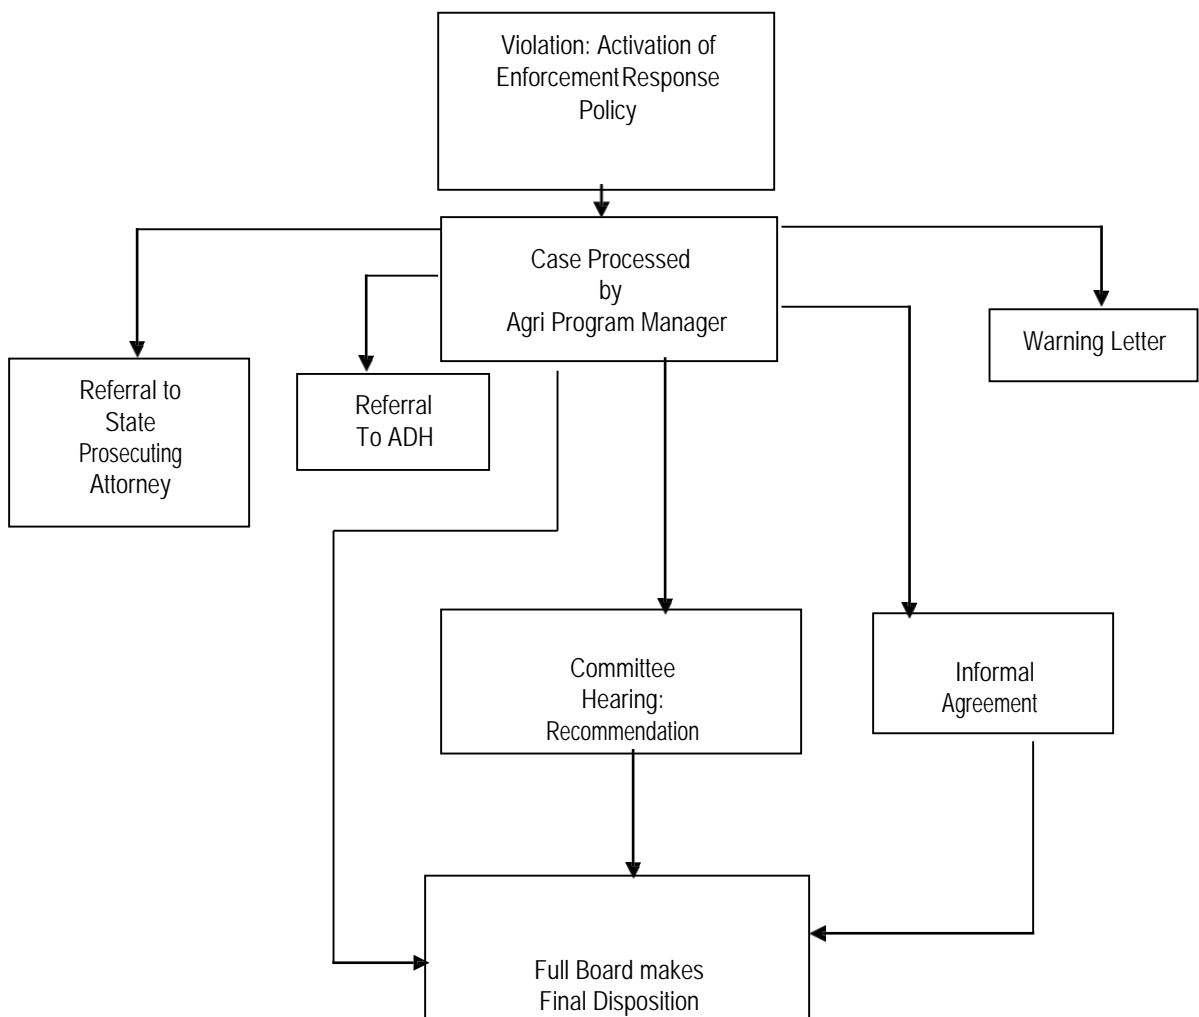 Violation: Activation of
Enforcement Response
Policy
Case Processed
by
Agri Program Manager
Warning Letter
Referral to
State
Prosecuting
Attorney
Referral
To ADH
Committee
Hearing:
Recommendation
Informal
Agreement
Full Board makes
Final Disposition